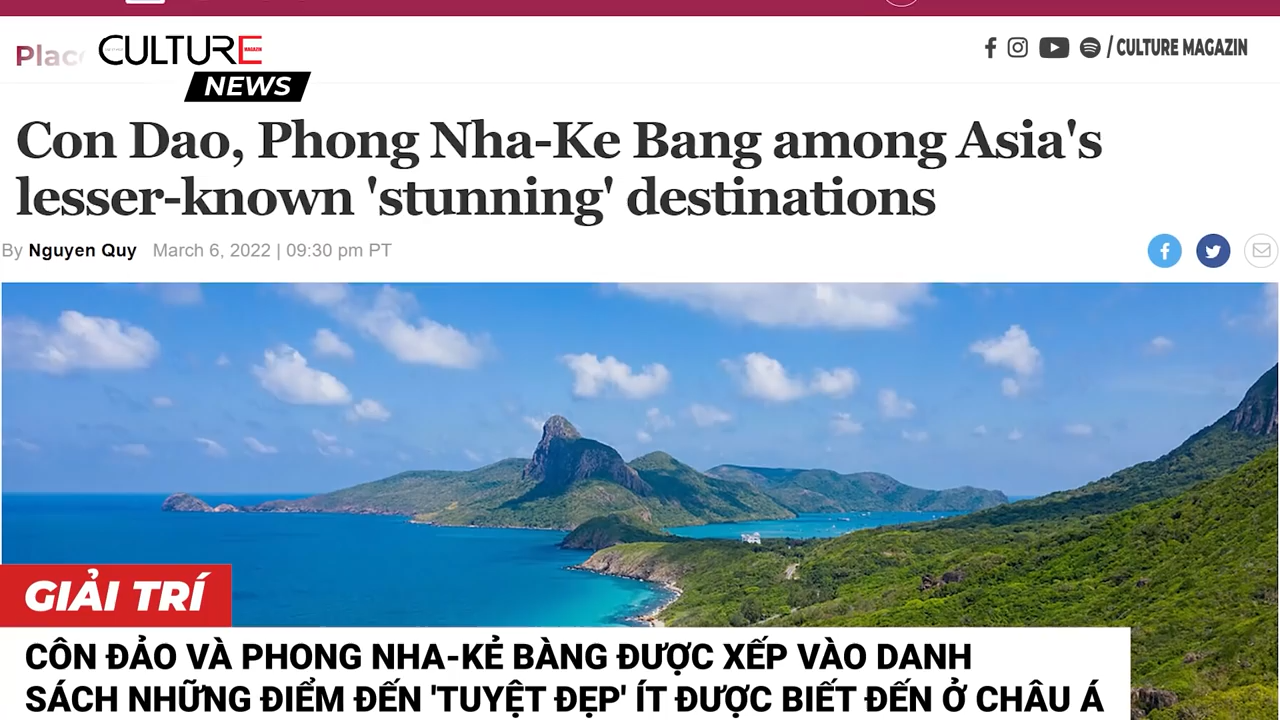 Plac
CULTURE
MAGAZIN
NEWS
/ CULTURE MAGAZIN
Con Dao, Phong Nha-Ke Bang among Asia's
lesser-known 'stunning' destinations
By Nguyen Quy March 6, 2022 | 09:30 pm PT
GIẢI TRÍ
CÔN ĐẢO VÀ PHONG NHA-KẺ BÀNG ĐƯỢC XẾP VÀO DANH
SÁCH NHỮNG ĐIỂM ĐẾN 'TUYỆT ĐẸP' ÍT ĐƯỢC BIẾT ĐẾN Ở CHÂU Á